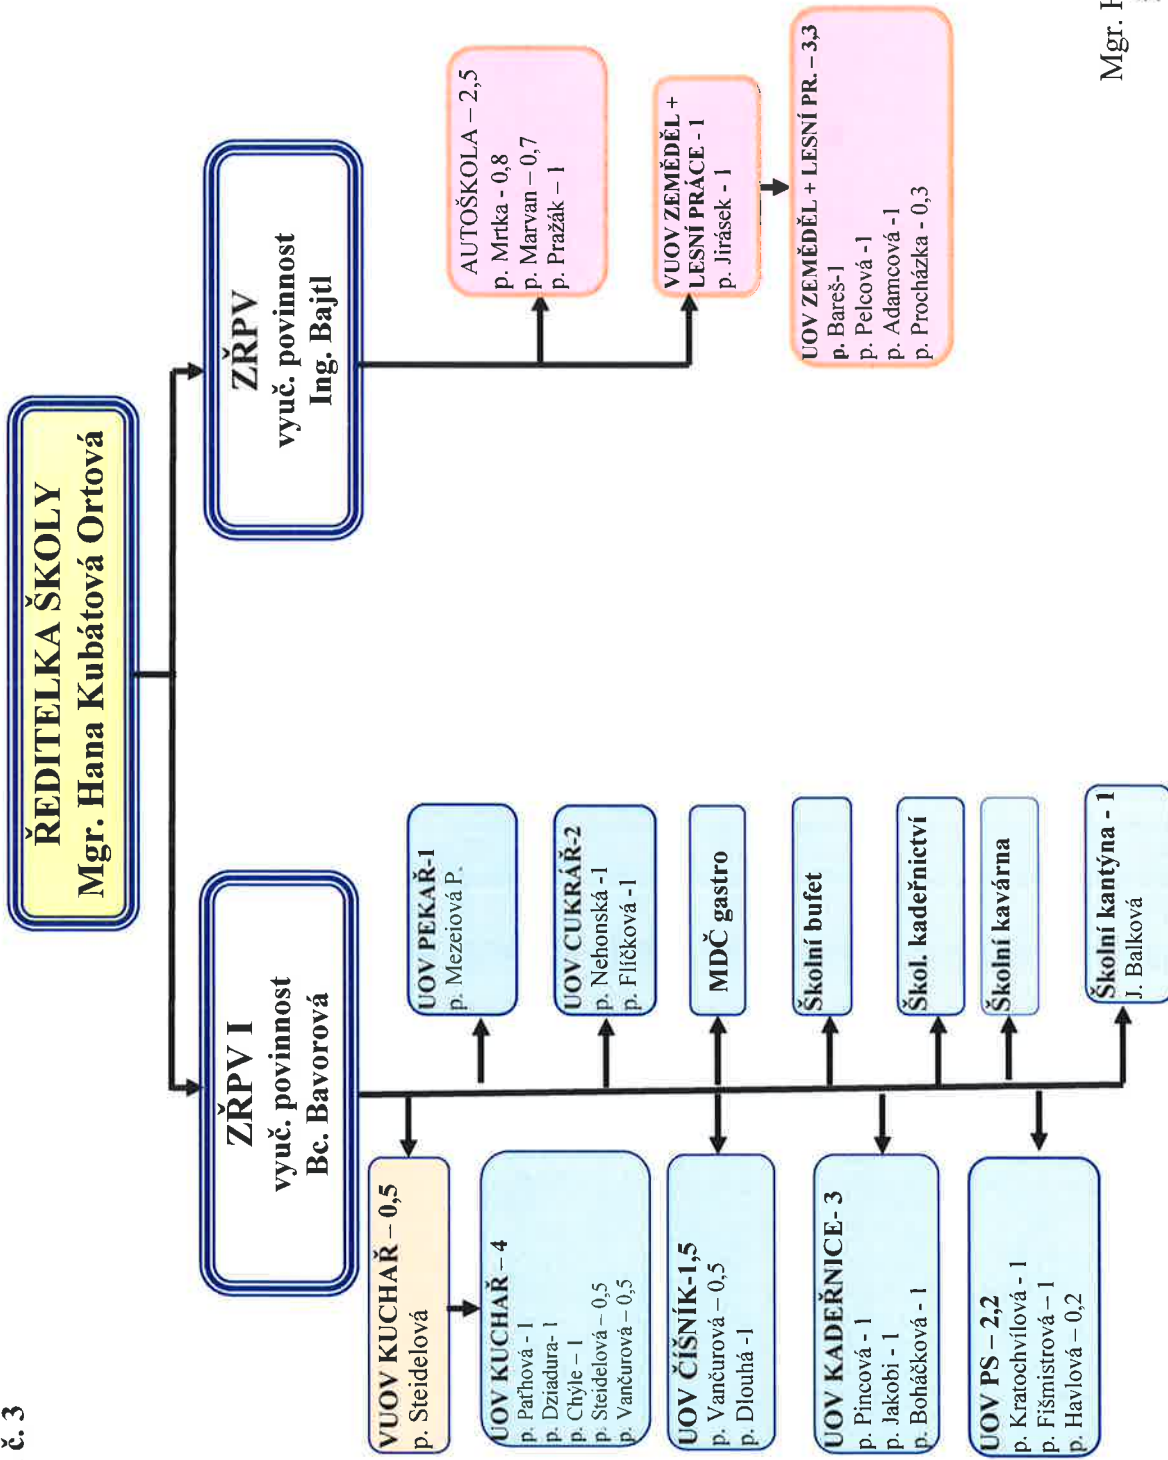 č. 3
ŘEDITELKA ŠKOLY
Mgr. Hana Kubátová Ortová
ZŘPV I
vyuč. povinnost
Bc. Bavorová
ZŘPV
vyuč. povinnost
Ing. Bajtl
VUOV KUCHAŘ – 0,5
p. Steidelová
UOV KUCHAŘ – 4
p. Paťhová - 1
p. Dziadura- 1
p. Chýle – 1
p. Steidelová – 0,5
p. Vančurová – 0,5
UOV ČÍŠNÍK-1,5
p. Vančurová – 0,5
p. Dlouhá -1
UOV KADEŘNICE- 3
p. Pincová - 1
p. Jakobi - 1
p. Boháčková - 1
UOV PS – 2,2
p. Kratochvílová - 1
p. Fišmistrová – 1
p. Havlová – 0,2
UOV PEKAŘ-1
p. Mezeiová P.
UOV CUKRÁŘ-2
p. Nehonská -1
p. Flíčková -1
MDČ gastro
Školní bufet
Škol. kadeřnictví
Školní kavárna
Školní kantýna - 1
J. Balková
AUTOŠKOLA – 2,5
p. Mrtka - 0,8
p. Marvan – 0,7
p. Pražák – 1
VUOV ZEMĚDĚL +
LESNÍ PRÁCE - 1
p. Jirásek - 1
UOV ZEMĚDĚL + LESNÍ PR. – 3,3
p. Bareš-1
p. Pelcová -1
p. Adamcová -1
p. Procházka - 0,3
Mgr. H